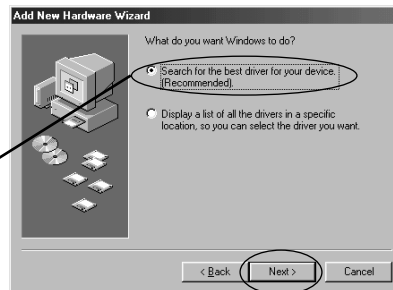 Add New Hardware Wizard
What do you want Windows to do?
Search for the best driver for your device.
(Recommended).
Display a list of all the drivers in a specific
location, so you can select the driver you want.
< Back
Next >
Cancel